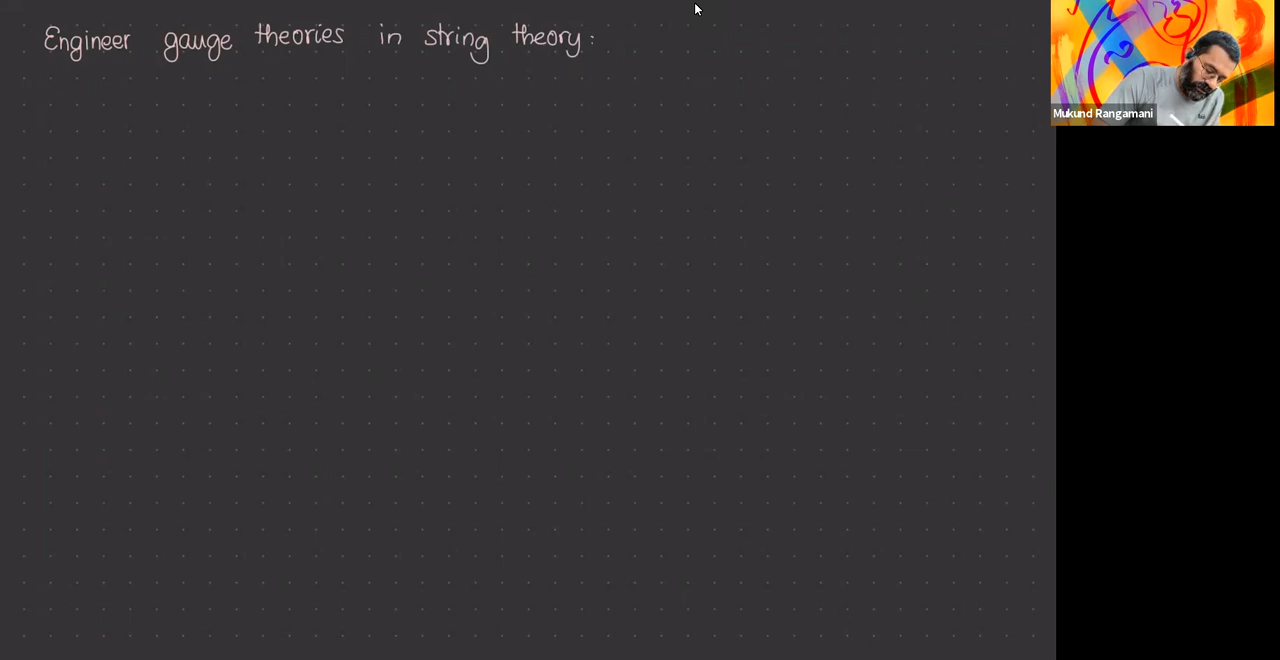 Engineer gauge theories in string theory:
Mukund Rangamani